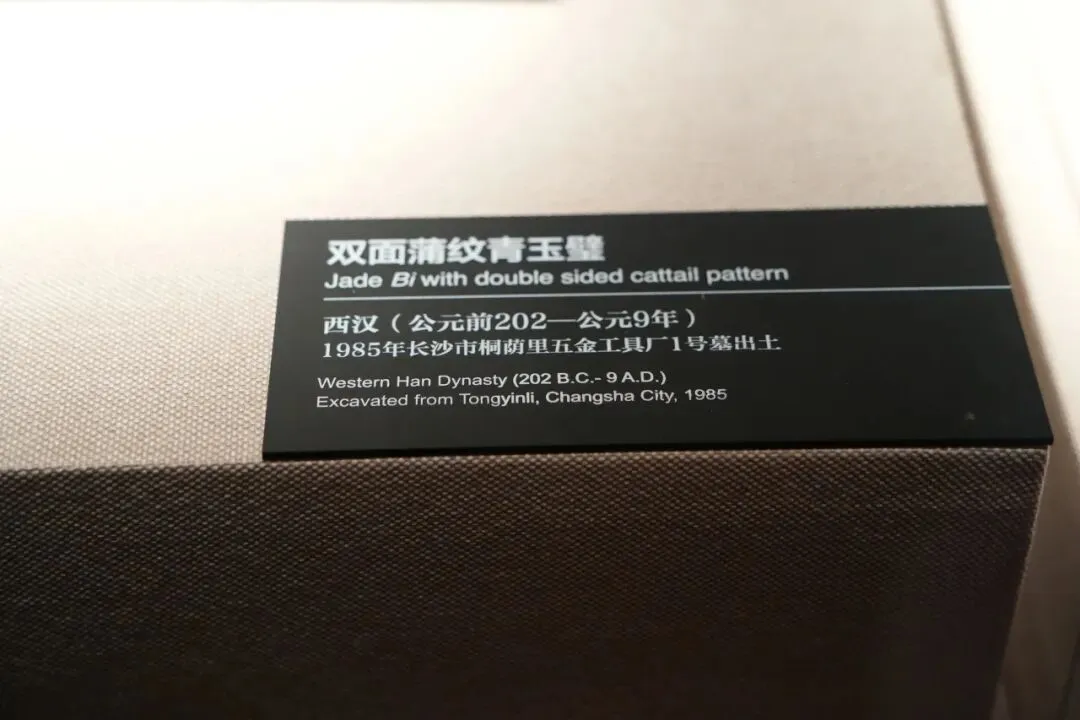 双面蒲纹青玉璧
Jade Bi with double sided cattail pattern
西汉（公元前202—公元9年）
1985年长沙市桐荫里五金工具厂1号墓出土
Western Han Dynasty (202 B.C.- 9 A.D.)
Excavated from Tongyinli, Changsha City, 1985